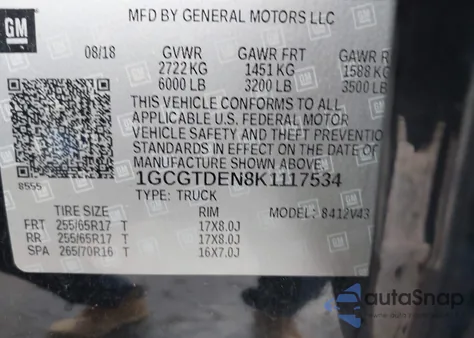 GM
MFD BY GENERAL MOTORS LLC
08/18 GVWR GAWR FRT GAWR R
2722 KG 1451 KG 1588 KG
6000 LB 3200 LB 3500 LB
THIS VEHICLE CONFORMS TO ALL
APPLICABLE U.S. FEDERAL MOTOR
VEHICLE SAFETY AND THEFT PREVENTIO
STANDARDS IN EFFECT ON THE DATE OF
MANUFACTURE SHOWN ABOVE.
8555
1GCGTDEN8K1117534
TYPE: TRUCK
TIRE SIZE RIM MODEL: 8412V43
FRT 255/65R17 T 17X8.0J
RR 255/65R17 T 17X8.0J
SPA 265/70R16 T 16X7.0J
autoSnap